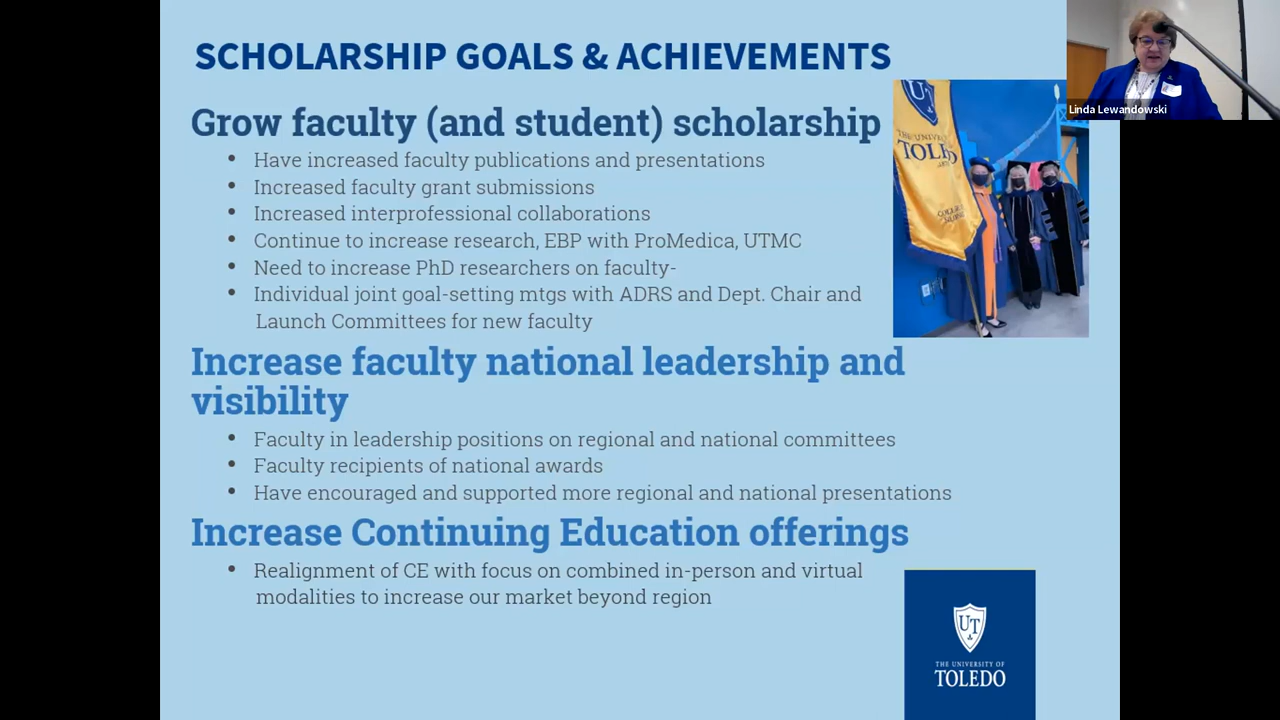 SCHOLARSHIP GOALS & ACHIEVEMENTS
Linda Lewandowski
Grow faculty (and student) scholarship
• Have increased faculty publications and presentations
• Increased faculty grant submissions
• Increased interprofessional collaborations
• Continue to increase research, EBP with ProMedica, UTMC
• Need to increase PhD researchers on faculty-
• Individual joint goal-setting mtgs with ADRS and Dept. Chair and
Launch Committees for new faculty
UT
THE UNIVE
TOLEDO
Increase faculty national leadership and
visibility
• Faculty in leadership positions on regional and national committees
• Faculty recipients of national awards
• Have encouraged and supported more regional and national presentations
Increase Continuing Education offerings
• Realignment of CE with focus on combined in-person and virtual
modalities to increase our market beyond region
UT
THE UNIVERSITY OF
TOLEDO